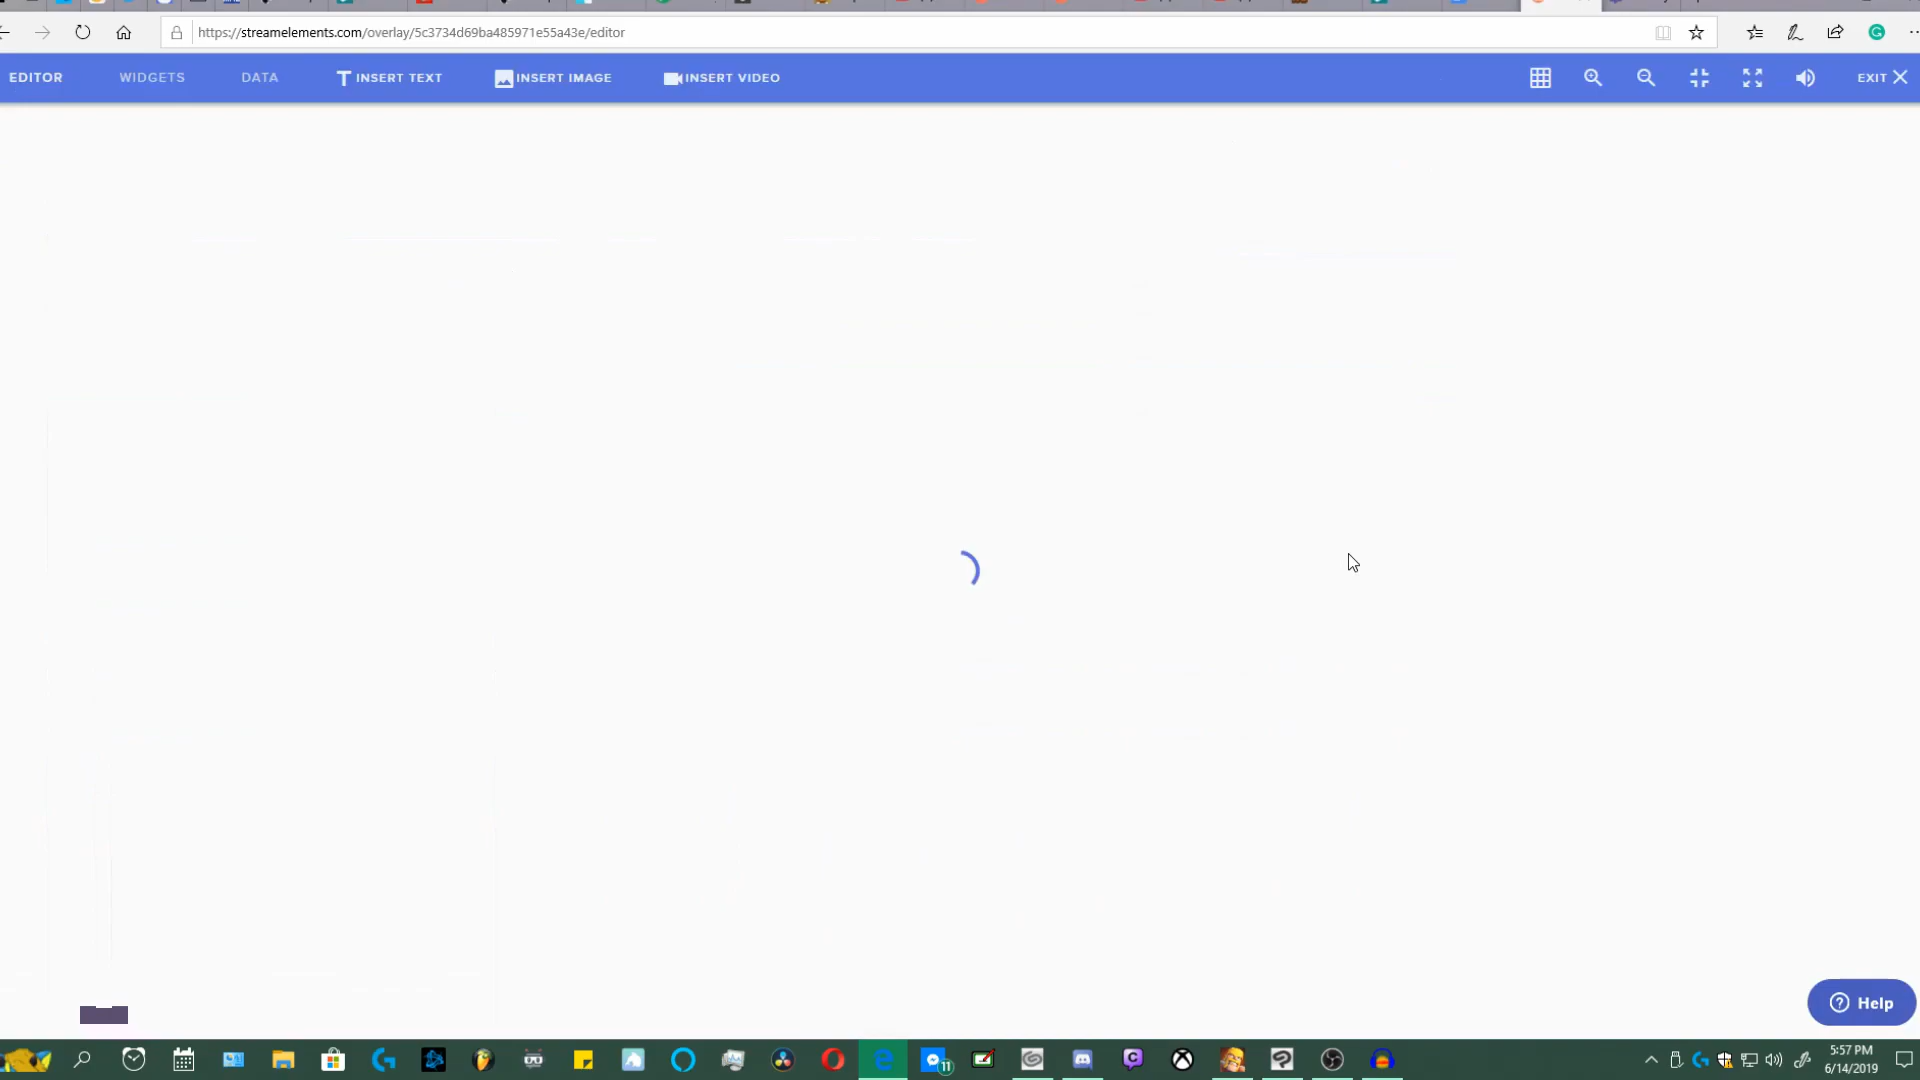 https://streamelements.com/overlay/5c3734d69ba485971e55a43e/editor
EDITOR WIDGETS DATA INSERT TEXT INSERT IMAGE INSERT VIDEO EXIT
Help
11
5:57 PM
6/14/2019